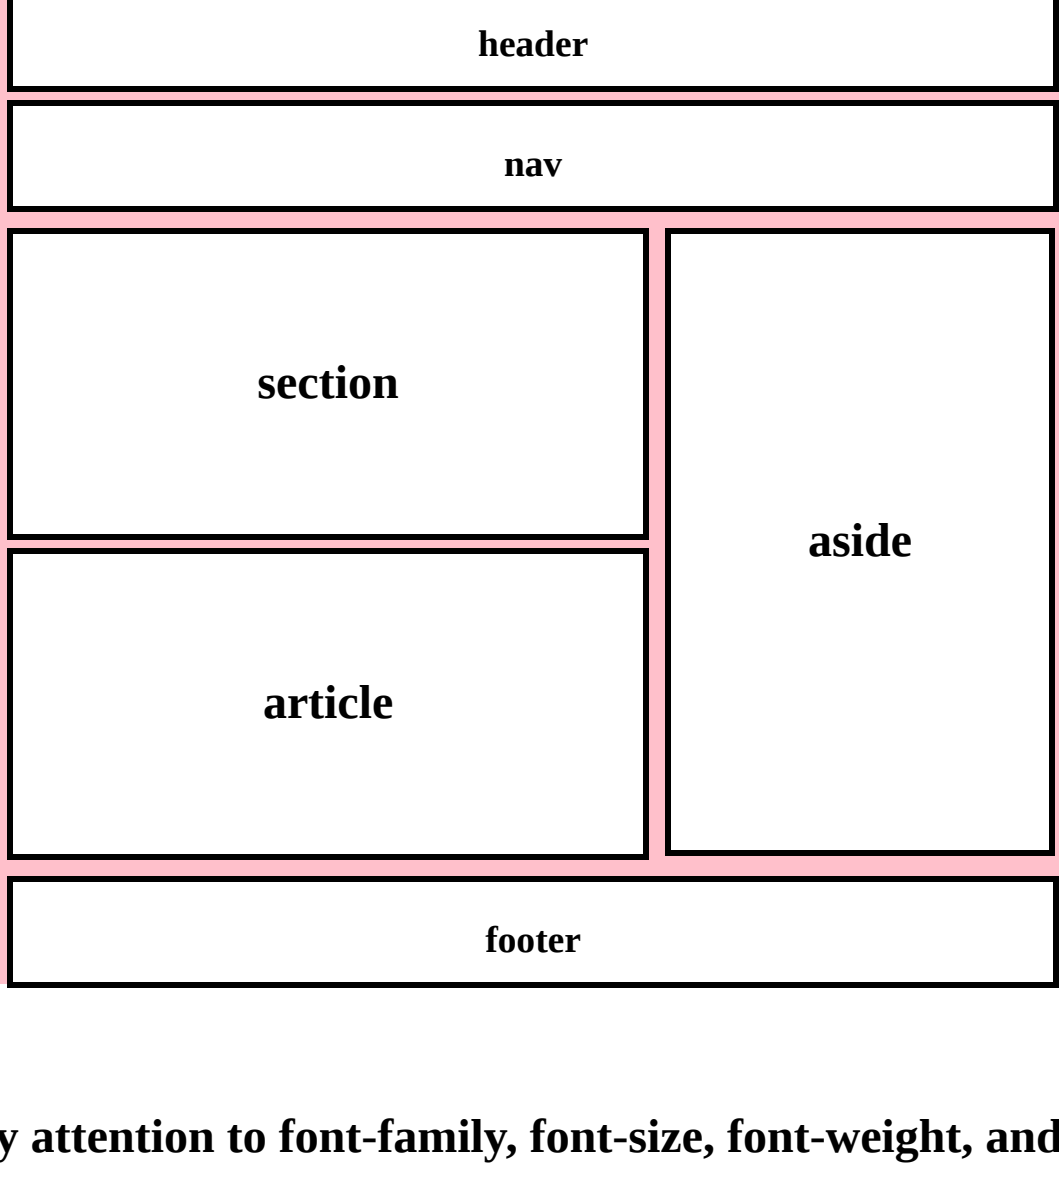 header
nav
section
aside
article
footer
y attention to font-family, font-size, font-weight, and